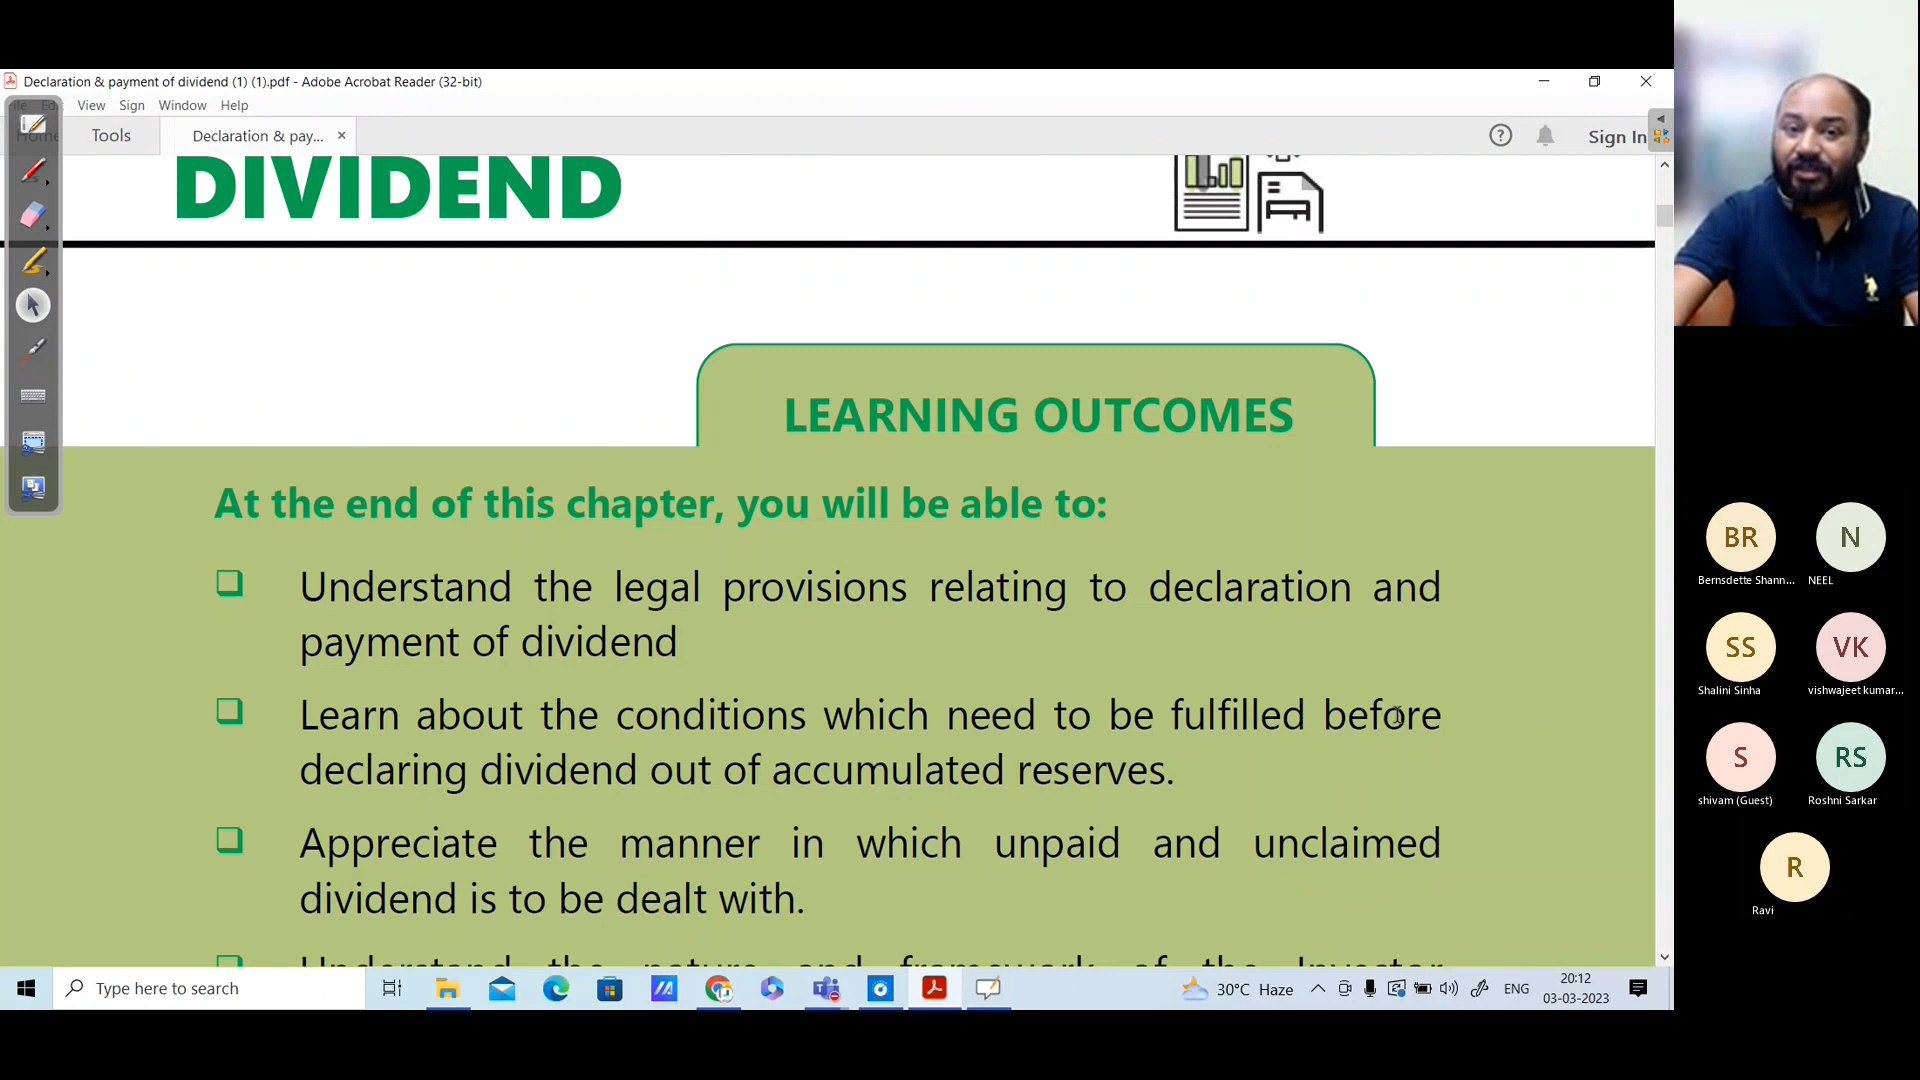 Declaration & payment of dividend (1) (1).pdf - Adobe Acrobat Reader (32-bit)
View Sign Window Help
Home Tools Declaration & pay... × Sign In
DIVIDEND
LEARNING OUTCOMES
At the end of this chapter, you will be able to:
Understand the legal provisions relating to declaration and
payment of dividend
Learn about the conditions which need to be fulfilled before
declaring dividend out of accumulated reserves.
Appreciate the manner in which unpaid and unclaimed
dividend is to be dealt with.
Understand the nature and framework of the Investor
Type here to search
30°C Haze
ENG
20:12
03-03-2023
BR N
Bernsdette Shann... NEEL
SS VK
Shalini Sinha vishwajeet kumar...
S RS
shivam (Guest) Roshni Sarkar
R
Ravi